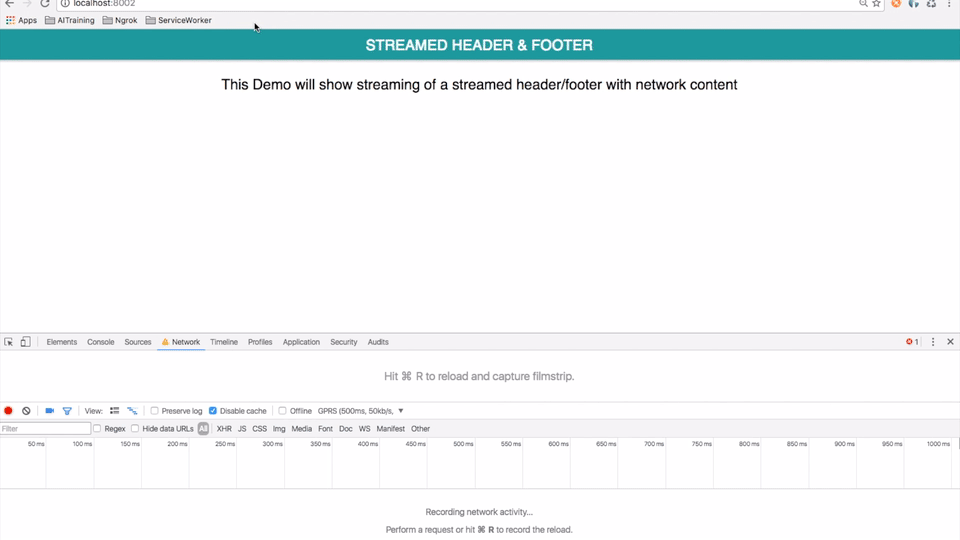 localhost:8002
Apps AITraining Ngrok ServiceWorker
STREAMED HEADER & FOOTER
This Demo will show streaming of a streamed header/footer with network content
Elements Console Sources Network Timeline Profiles Application Security Audits 1
Hit ⌘ R to reload and capture filmstrip.
View: Preserve log Disable cache Offline GPRS (500ms, 50kb/s,
Filter Regex Hide data URLs All XHR JS CSS Img Media Font Doc WS Manifest Other
50 ms 100 ms 150 ms 200 ms 250 ms 300 ms 350 ms 400 ms 450 ms 500 ms 550 ms 600 ms 650 ms 700 ms 750 ms 800 ms 850 ms 900 ms 950 ms 1000 ms
Recording network activity...
Perform a request or hit ⌘ R to record the reload.